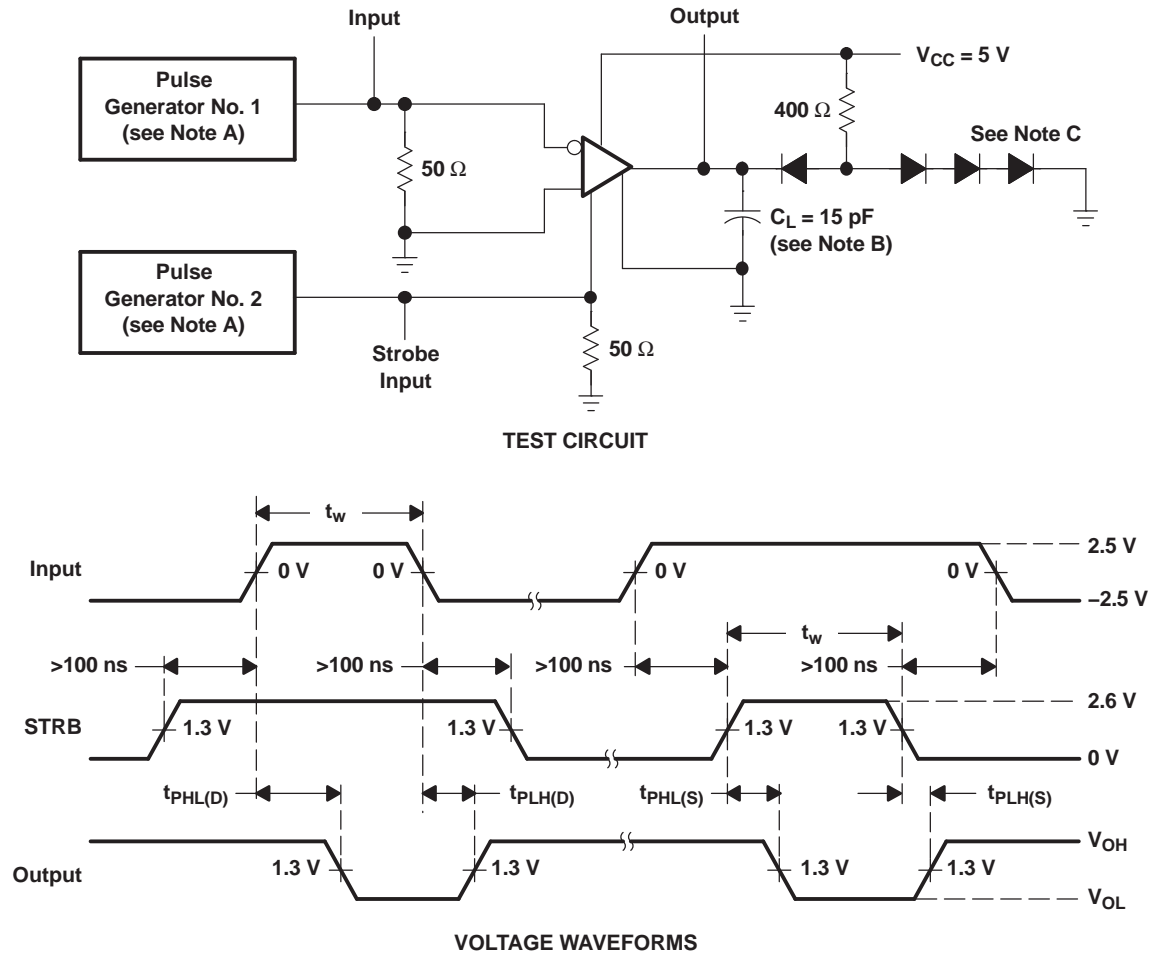 Input
Output
Pulse
Generator No. 1
(see Note A)
VCC = 5 V
400 Ω
See Note C
50 Ω
CL = 15 pF
(see Note B)
Pulse
Generator No. 2
(see Note A)
50 Ω
Strobe
Input
TEST CIRCUIT
tw
2.5 V
Input
0 V
0 V
0 V
0 V
–2.5 V
tw
>100 ns
>100 ns
>100 ns
>100 ns
2.6 V
STRB
1.3 V
1.3 V
1.3 V
1.3 V
0 V
tPHL(D)
tPLH(D)
tPHL(S)
tPLH(S)
VOH
Output
1.3 V
1.3 V
1.3 V
1.3 V
VOL
VOLTAGE WAVEFORMS